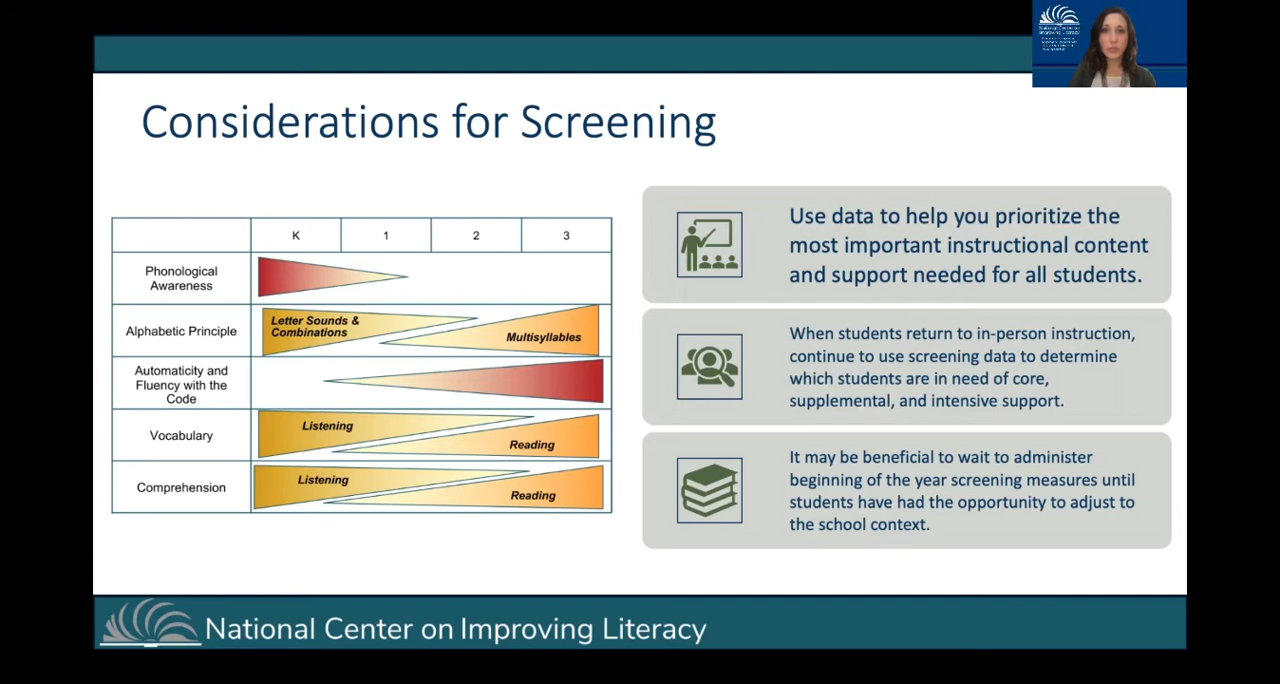 Considerations for Screening
K 1 2 3
Phonological
Awareness
Alphabetic Principle
Letter Sounds &
Combinations
Multisyllables
Automaticity and
Fluency with the
Code
Vocabulary
Listening
Reading
Comprehension
Listening
Reading
Use data to help you prioritize the
most important instructional content
and support needed for all students.
When students return to in-person instruction,
continue to use screening data to determine
which students are in need of core,
supplemental, and intensive support.
It may be beneficial to wait to administer
beginning of the year screening measures until
students have had the opportunity to adjust to
the school context.
National Center on Improving Literacy
National Center on
Improving Literacy